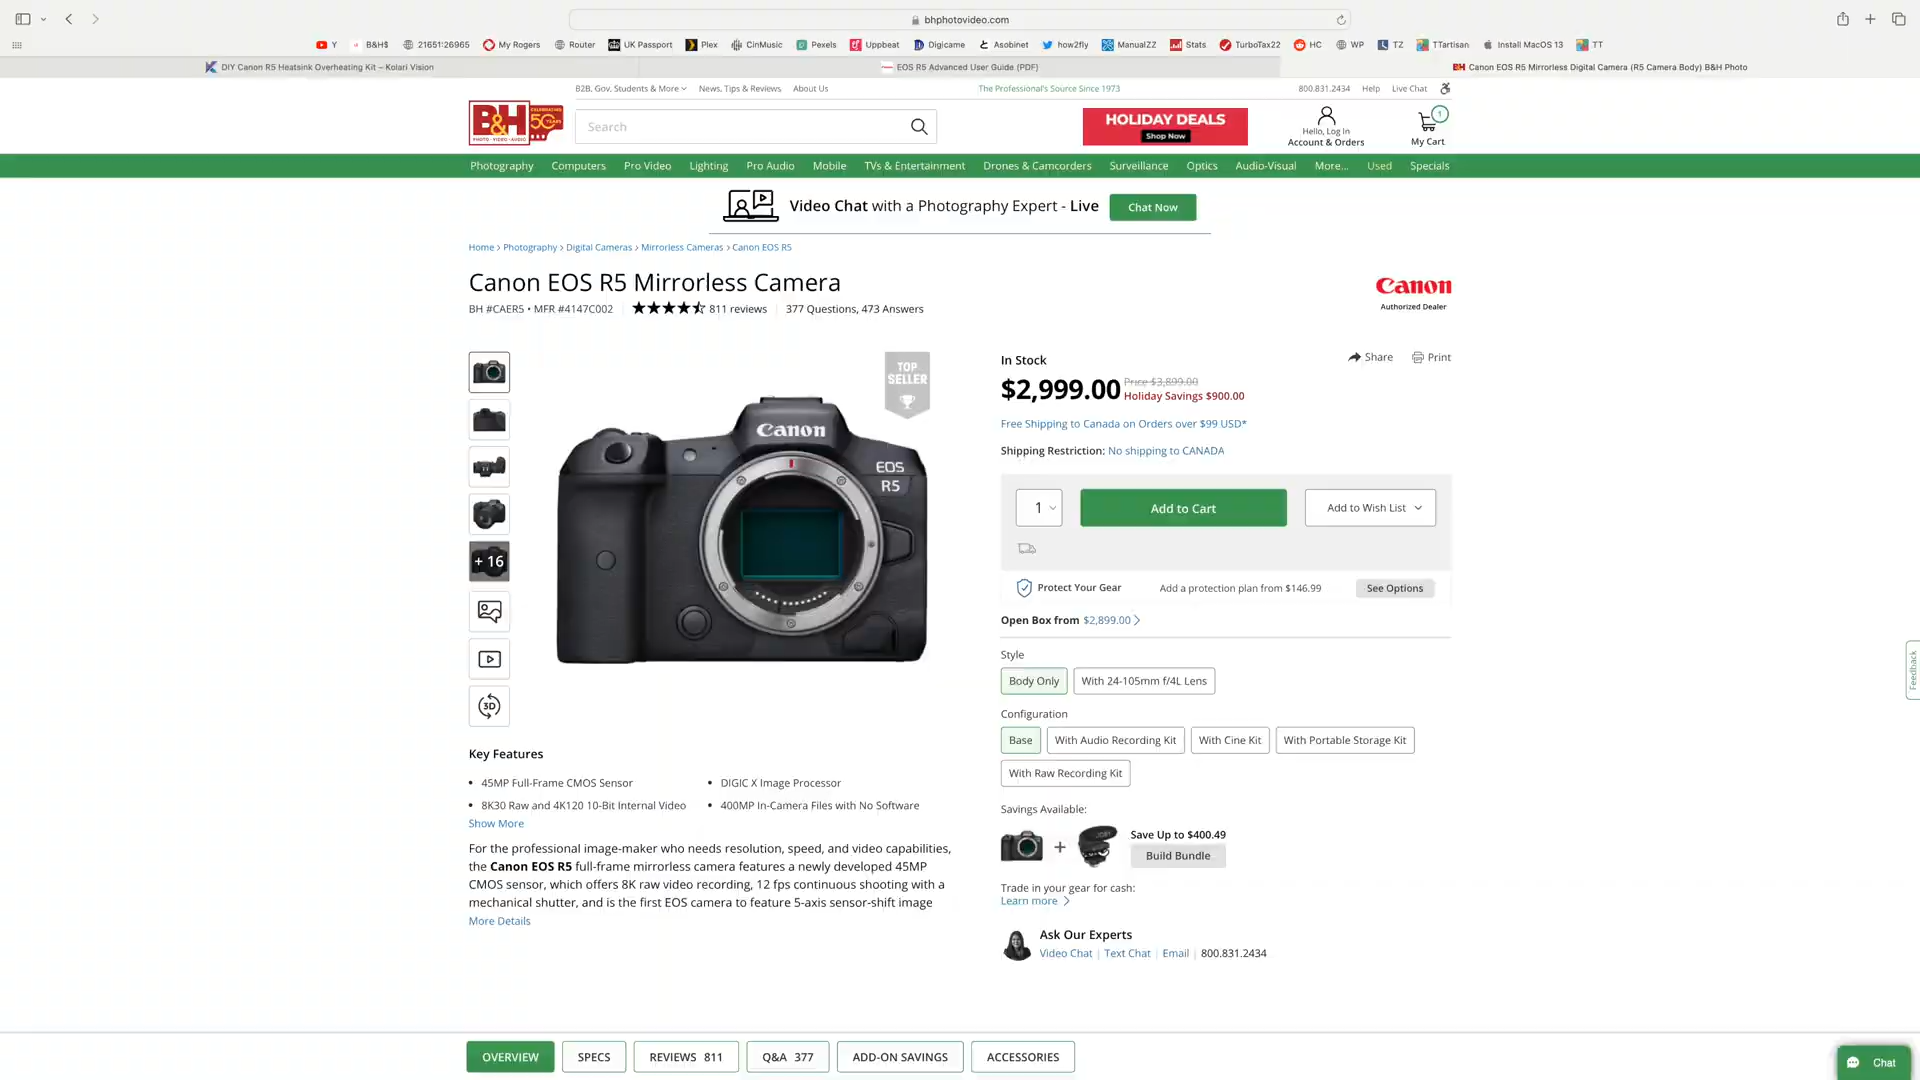 bhphotovideo.com
Y B&H$ 21651:26965 My Rogers Router UK Passport Plex CinMusic Pexels Uppbeat Digicame Asobinet how2fly ManualZZ Stats TurboTax22 HC WP TZ TTartisan Install MacOS 13 TT
DIY Canon R5 Heatsink Overheating Kit – Kolari Vision
EOS R5 Advanced User Guide (PDF)
B&H Canon EOS R5 Mirrorless Digital Camera (R5 Camera Body) B&H Photo
B2B, Gov, Students & More News, Tips & Reviews About Us
The Professional's Source Since 1973
800.831.2434 Help Live Chat
B&H
PHOTO • VIDEO • AUDIO
CELEBRATING
50 YEARS
Search
HOLIDAY DEALS
Shop Now
Hello, Log In
Account & Orders
1
My Cart
Photography Computers Pro Video Lighting Pro Audio Mobile TVs & Entertainment Drones & Camcorders Surveillance Optics Audio-Visual More... Used Specials
Video Chat with a Photography Expert - Live
Chat Now
Home › Photography › Digital Cameras › Mirrorless Cameras › Canon EOS R5
Canon EOS R5 Mirrorless Camera
BH #CAER5 • MFR #4147C002
811 reviews
377 Questions, 473 Answers
Canon
Authorized Dealer
+ 16
3D
TOP
SELLER
Canon
EOS
R5
In Stock
Share Print
$2,999.00
Price $3,899.00
Holiday Savings $900.00
Free Shipping to Canada on Orders over $99 USD*
Shipping Restriction: No shipping to CANADA
1
Add to Cart
Add to Wish List
Protect Your Gear
Add a protection plan from $146.99
See Options
Open Box from $2,899.00
Style
Body Only
With 24-105mm f/4L Lens
Configuration
Base
With Audio Recording Kit
With Cine Kit
With Portable Storage Kit
With Raw Recording Kit
Savings Available:
+
Save Up to $400.49
Build Bundle
Trade in your gear for cash:
Learn more
Ask Our Experts
Video Chat | Text Chat | Email | 800.831.2434
Key Features
• 45MP Full-Frame CMOS Sensor
• DIGIC X Image Processor
• 8K30 Raw and 4K120 10-Bit Internal Video
• 400MP In-Camera Files with No Software
Show More
For the professional image-maker who needs resolution, speed, and video capabilities,
the Canon EOS R5 full-frame mirrorless camera features a newly developed 45MP
CMOS sensor, which offers 8K raw video recording, 12 fps continuous shooting with a
mechanical shutter, and is the first EOS camera to feature 5-axis sensor-shift image
More Details
Feedback
OVERVIEW
SPECS
REVIEWS 811
Q&A 377
ADD-ON SAVINGS
ACCESSORIES
Chat